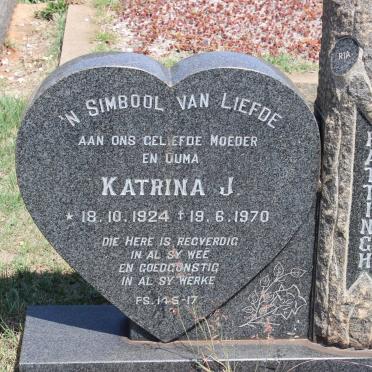 'N SIMBOOL VAN LIEFDE
AAN ONS GELIEFDE MOEDER
EN OUMA
KATRINA J.
* 18.10.1924 † 19.6.1970
DIE HERE IS REGVERDIG
IN AL SY WEË
EN GOEDGUNSTIG
IN AL SY WERKE
PS. 145-17
RIA